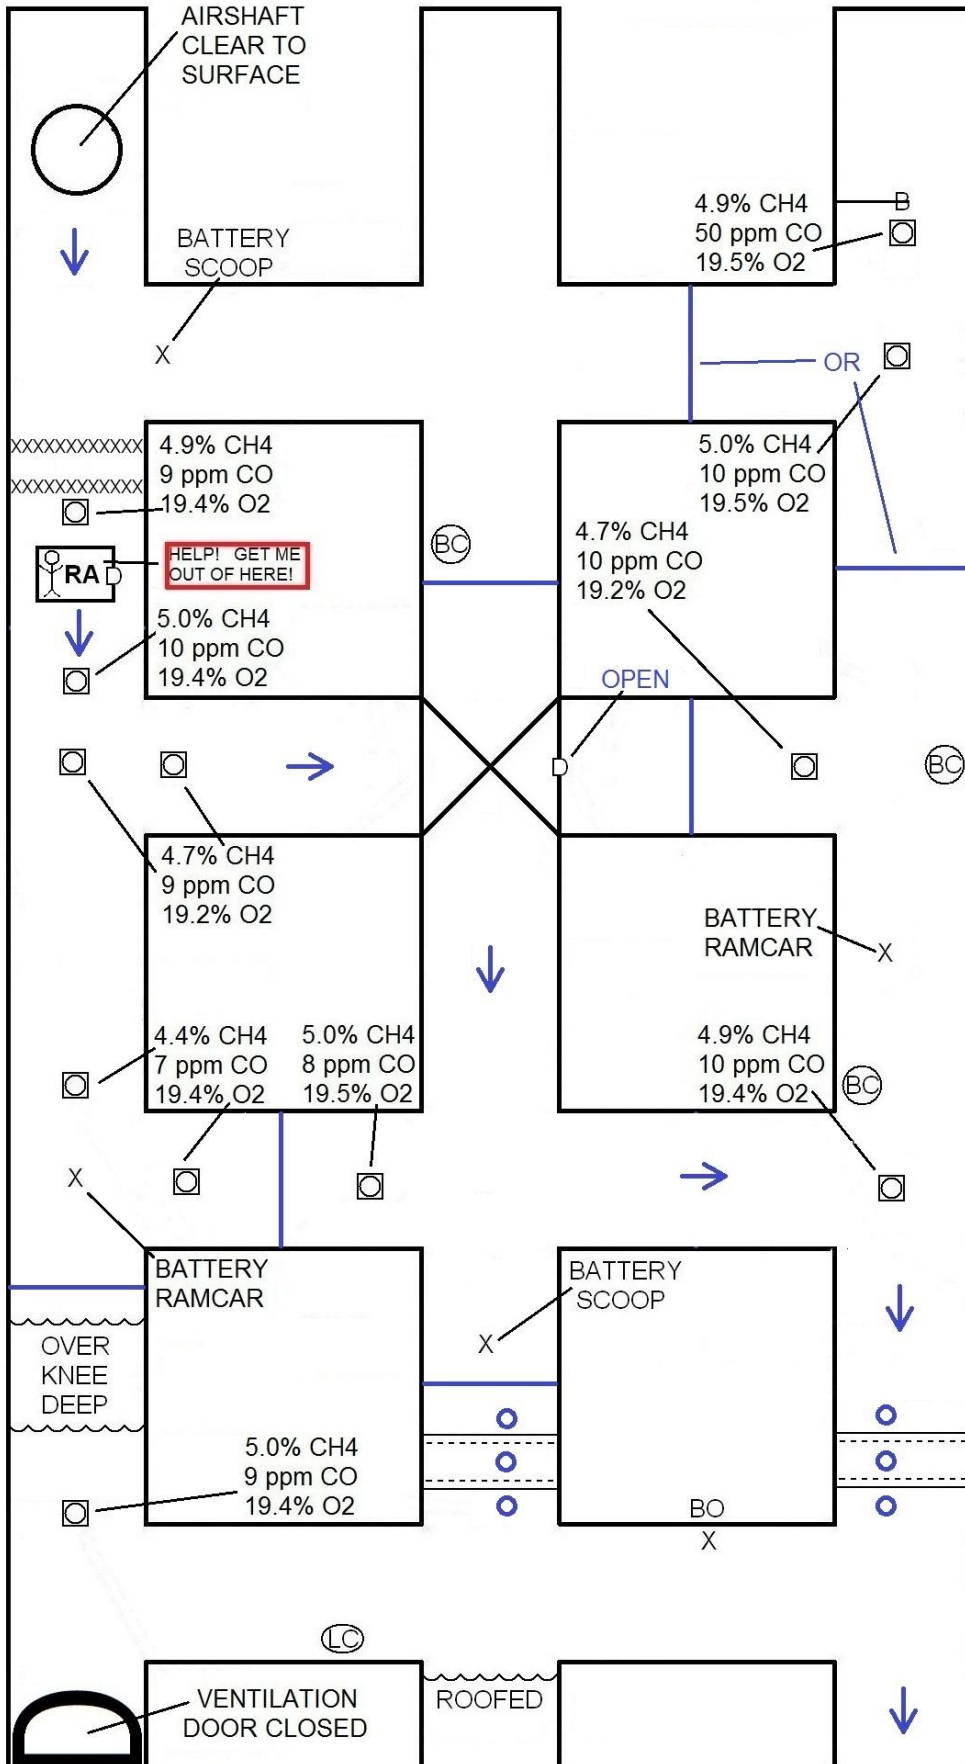 AIRSHAFT
CLEAR TO
SURFACE
4.9% CH4
50 ppm CO
19.5% O2
B
BATTERY
SCOOP
X
OR
XXXXXXXXXXX
XXXXXXXXXXX
4.9% CH4
9 ppm CO
19.4% O2
5.0% CH4
10 ppm CO
19.5% O2
BC
4.7% CH4
10 ppm CO
19.2% O2
RA
HELP! GET ME
OUT OF HERE!
5.0% CH4
10 ppm CO
19.4% O2
OPEN
BC
4.7% CH4
9 ppm CO
19.2% O2
BATTERY
RAMCAR
X
4.4% CH4
7 ppm CO
19.4% O2
5.0% CH4
8 ppm CO
19.5% O2
4.9% CH4
10 ppm CO
19.4% O2
BC
X
BATTERY
RAMCAR
BATTERY
SCOOP
X
OVER
KNEE
DEEP
5.0% CH4
9 ppm CO
19.4% O2
BO
X
LC
VENTILATION
DOOR CLOSED
ROOFED